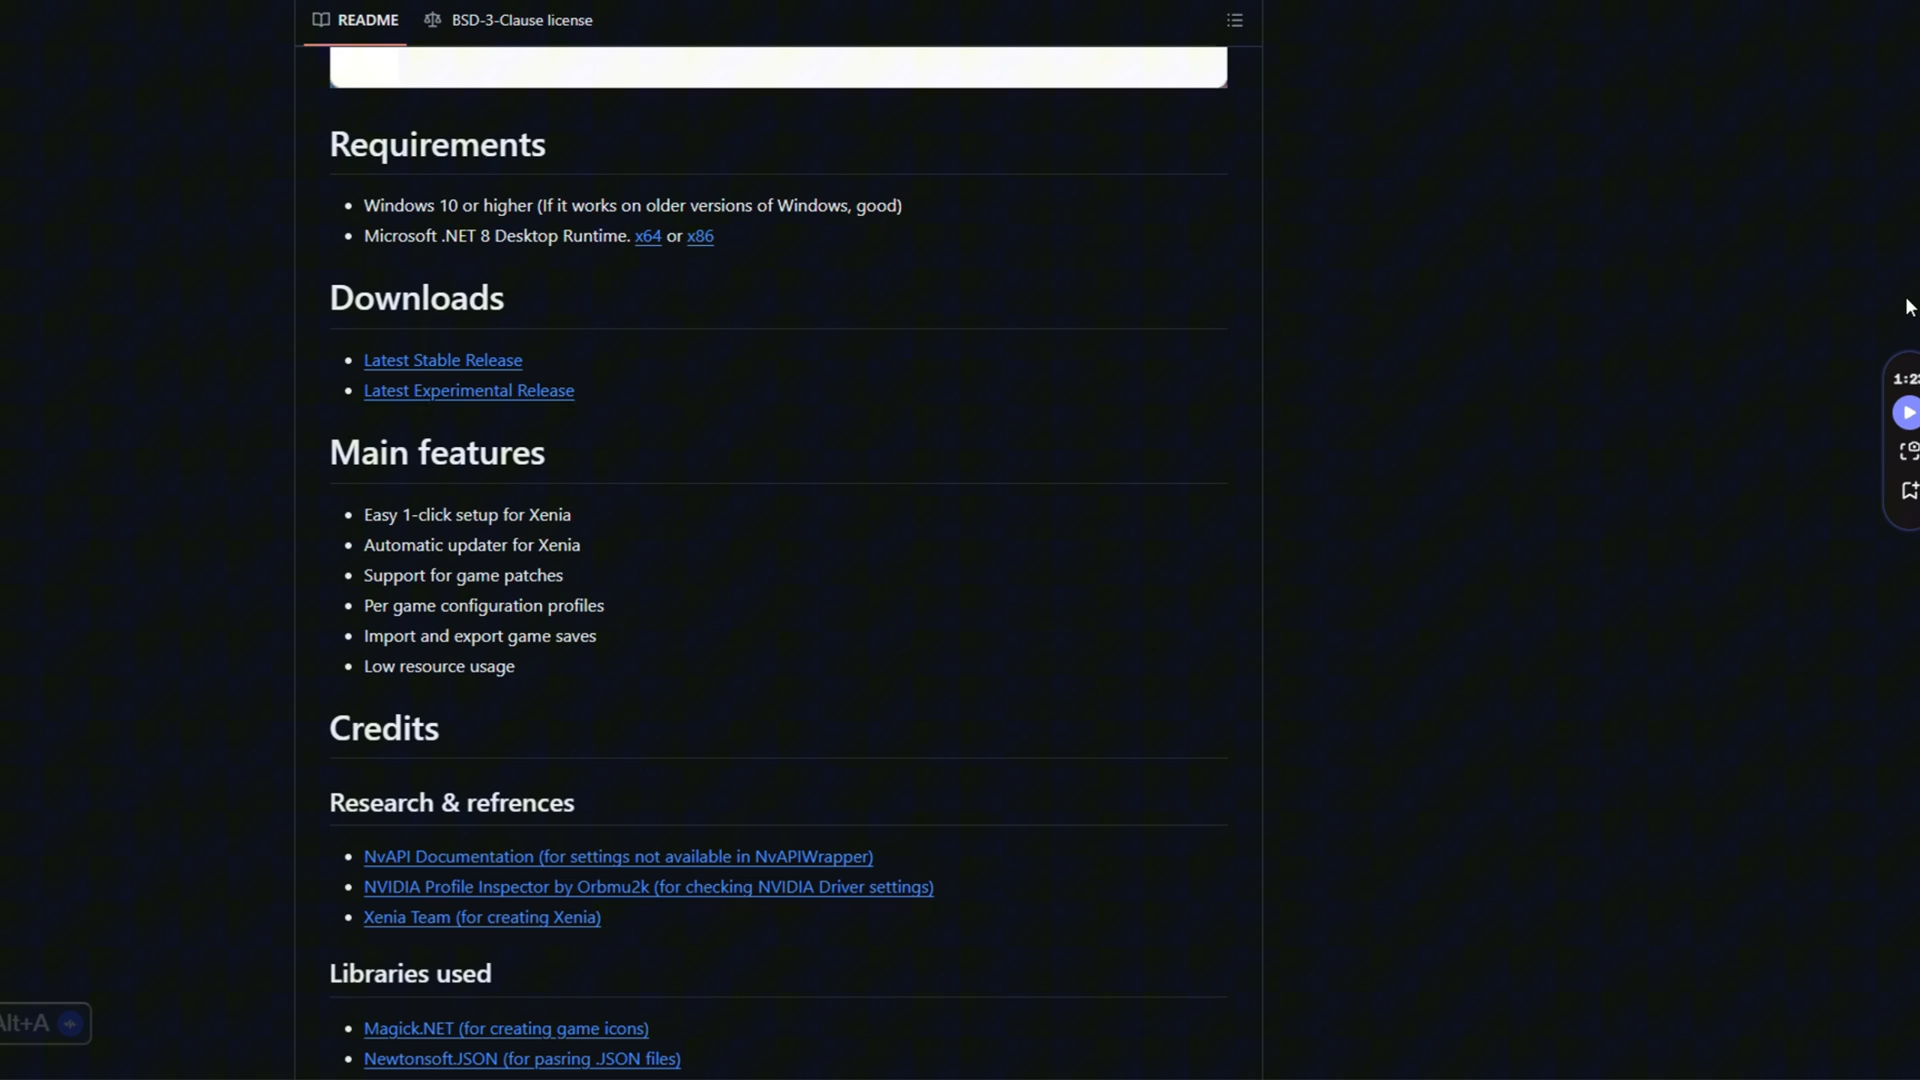 README
BSD-3-Clause license
Requirements
Windows 10 or higher (If it works on older versions of Windows, good)
Microsoft .NET 8 Desktop Runtime. x64 or x86
Downloads
Latest Stable Release
Latest Experimental Release
Main features
Easy 1-click setup for Xenia
Automatic updater for Xenia
Support for game patches
Per game configuration profiles
Import and export game saves
Low resource usage
Credits
Research & refrences
NvAPI Documentation (for settings not available in NvAPIWrapper)
NVIDIA Profile Inspector by Orbmu2k (for checking NVIDIA Driver settings)
Xenia Team (for creating Xenia)
Libraries used
Magick.NET (for creating game icons)
NewtonsoftJSON (for pasring .JSON files)
Alt+A